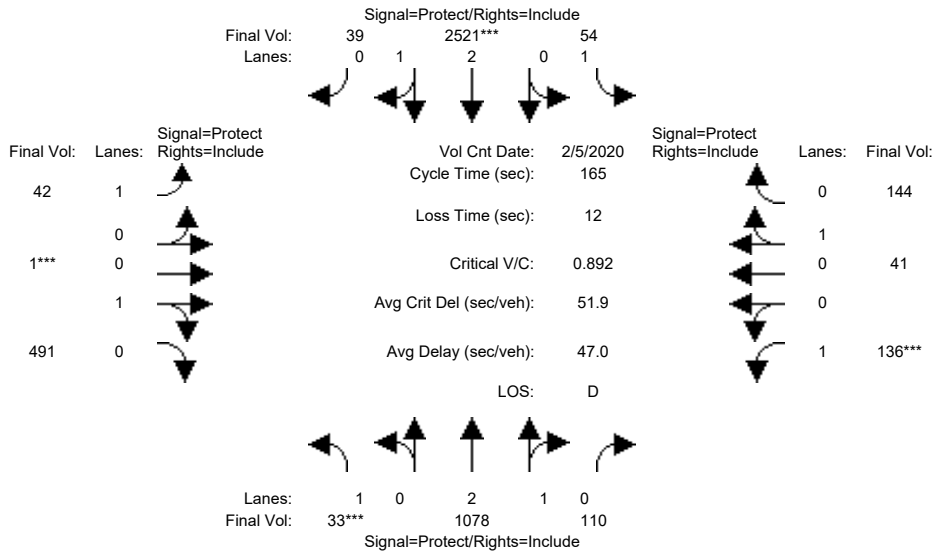 Signal=Protect/Rights=Include
Final Vol: 39 2521*** 54
Lanes: 0 1 2 0 1
Signal=Protect Signal=Protect
Final Vol: Lanes: Rights=Include Vol Cnt Date: 2/5/2020 Rights=Include Lanes: Final Vol:
Cycle Time (sec): 165
42 1 0 144
Loss Time (sec): 12
0 1
1*** 0 Critical V/C: 0.892 0 41
1 Avg Crit Del (sec/veh): 51.9 0
491 0 Avg Delay (sec/veh): 47.0 1 136***
LOS: D
Lanes: 1 0 2 1 0
Final Vol: 33*** 1078 110
Signal=Protect/Rights=Include